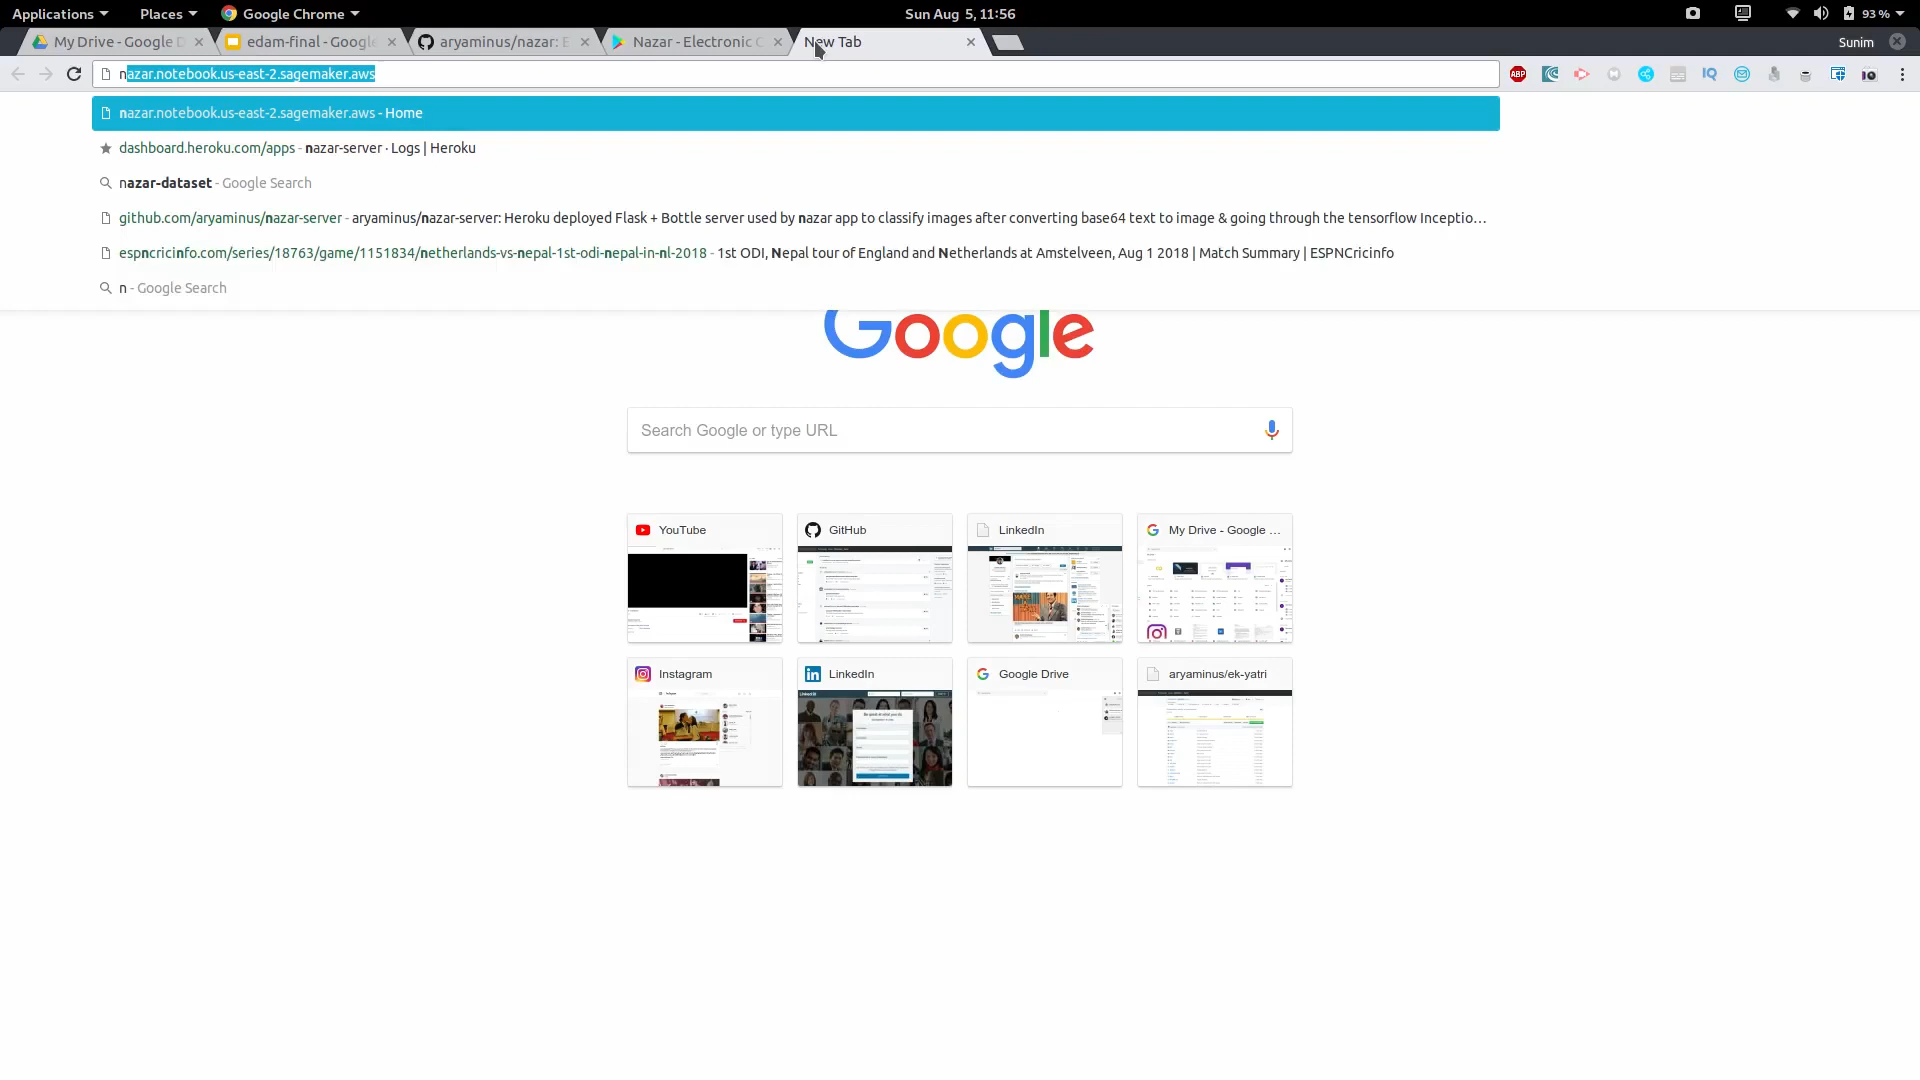 Applications Places Google Chrome Sun Aug 5, 11:56 93 %
My Drive - Google D edam-final - Google aryaminus/nazar: E Nazar - Electronic C New Tab Sunim
nazar.notebook.us-east-2.sagemaker.aws ABP IQ
nazar.notebook.us-east-2.sagemaker.aws - Home
dashboard.heroku.com/apps - nazar-server · Logs | Heroku
nazar-dataset - Google Search
github.com/aryaminus/nazar-server - aryaminus/nazar-server: Heroku deployed Flask + Bottle server used by nazar app to classify images after converting base64 text to image & going through the tensorflow Inceptio…
espncricinfo.com/series/18763/game/1151834/netherlands-vs-nepal-1st-odi-nepal-in-nl-2018 - 1st ODI, Nepal tour of England and Netherlands at Amstelveen, Aug 1 2018 | Match Summary | ESPNCricinfo
n - Google Search
Google
Search Google or type URL
YouTube GitHub LinkedIn My Drive - Google ...
Instagram LinkedIn Google Drive aryaminus/ek-yatri